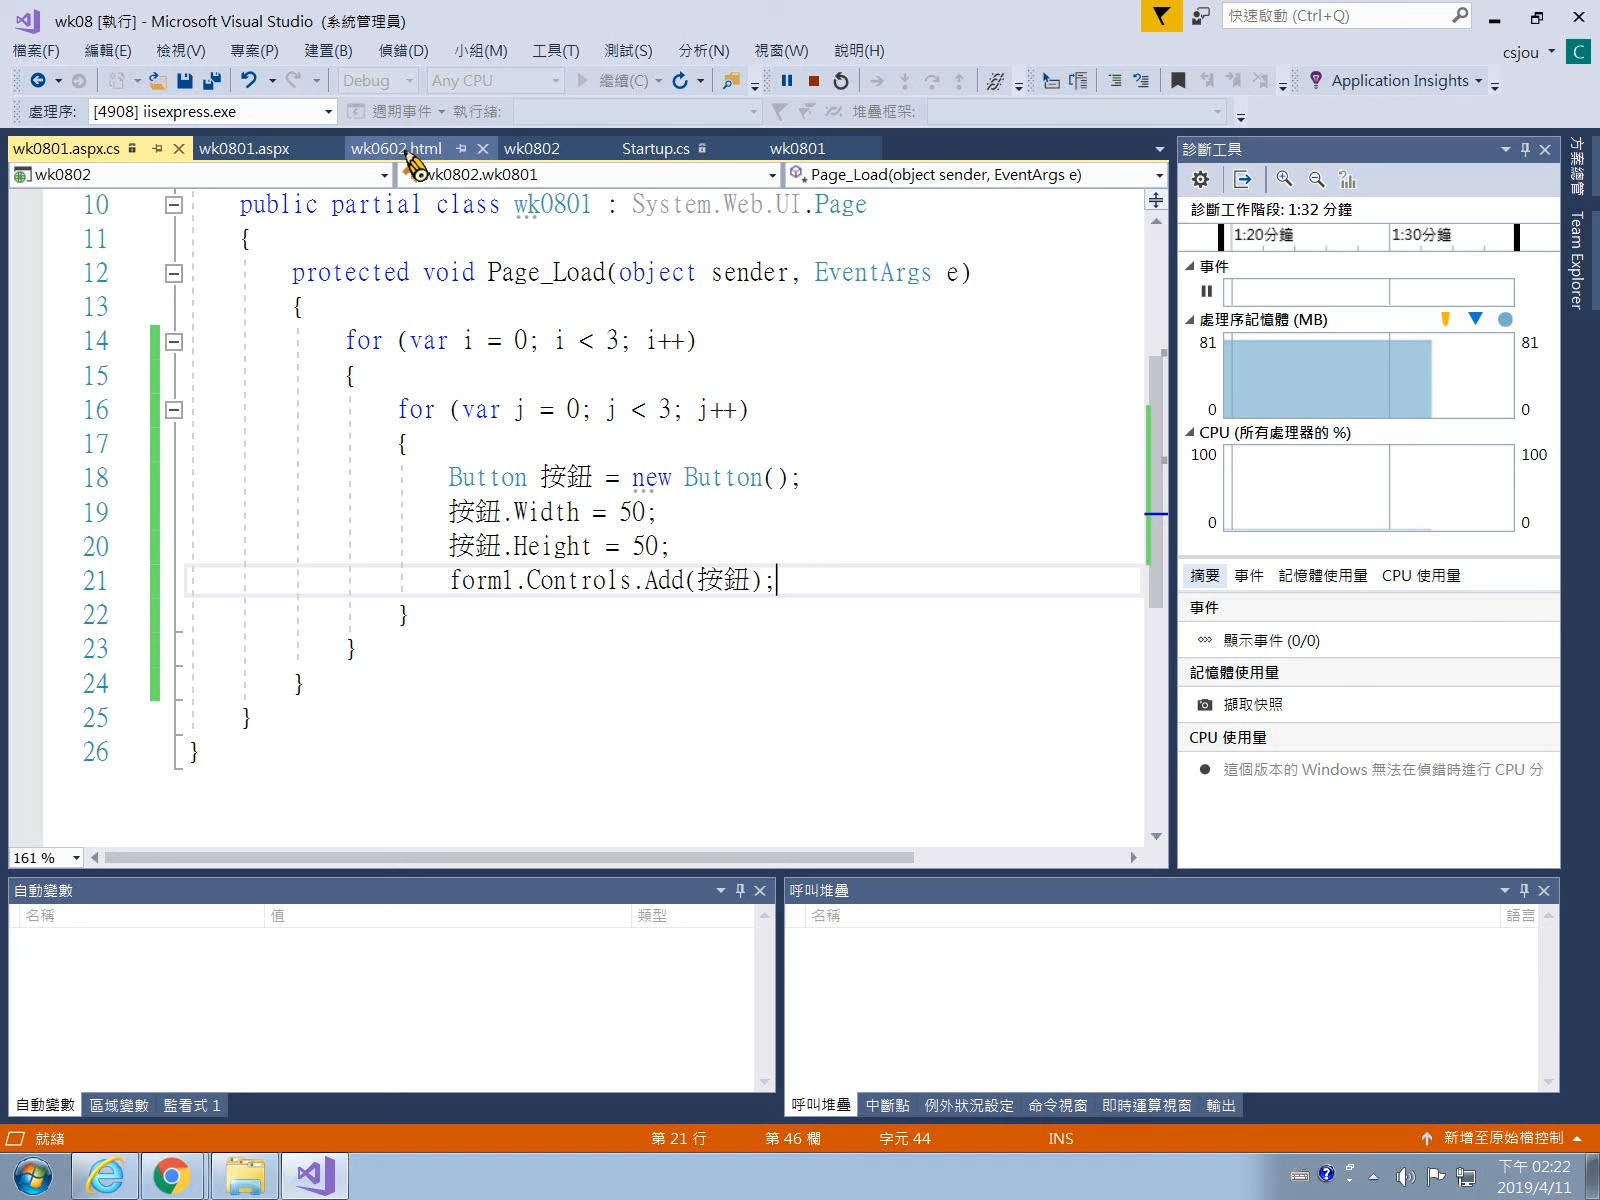 wk08 [執行] - Microsoft Visual Studio  (系統管理員)
快速啟動 (Ctrl+Q)
檔案(F) 編輯(E) 檢視(V) 專案(P) 建置(B) 偵錯(D) 小組(M) 工具(T) 測試(S) 分析(N) 視窗(W) 說明(H)
csjou C
Debug Any CPU 繼續(C) Application Insights
處理序: [4908] iisexpress.exe 週期事件 執行緒: 堆疊框架:
wk0801.aspx.cs wk0801.aspx wk0602.html wk0802 Startup.cs wk0801
wk0802 wk0802.wk0801 Page_Load(object sender, EventArgs e)
10 public partial class wk0801 : System.Web.UI.Page
11 {
12 protected void Page_Load(object sender, EventArgs e)
13 {
14 for (var i = 0; i < 3; i++)
15 {
16 for (var j = 0; j < 3; j++)
17 {
18 Button 按鈕 = new Button();
19 按鈕.Width = 50;
20 按鈕.Height = 50;
21 form1.Controls.Add(按鈕);
22 }
23 }
24 }
25 }
26 }
161 %
診斷工具
診斷工作階段: 1:32 分鐘
1:20分鐘 1:30分鐘
事件
處理序記憶體 (MB)
81 81
0 0
CPU (所有處理器的 %)
100 100
0 0
摘要 事件 記憶體使用量 CPU 使用量
事件
顯示事件 (0/0)
記憶體使用量
擷取快照
CPU 使用量
這個版本的 Windows 無法在偵錯時進行 CPU 分
方案總管
Team Explorer
自動變數
名稱 值 類型
自動變數 區域變數 監看式 1
呼叫堆疊
名稱 語言
呼叫堆疊 中斷點 例外狀況設定 命令視窗 即時運算視窗 輸出
就緒 第 21 行 第 46 欄 字元 44 INS 新增至原始檔控制
下午 02:22
2019/4/11